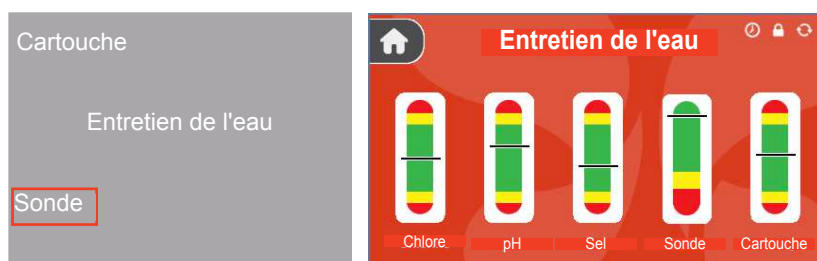 Cartouche
Entretien de l'eau
Sonde
Entretien de l'eau
Chlore pH Sel Sonde Cartouche